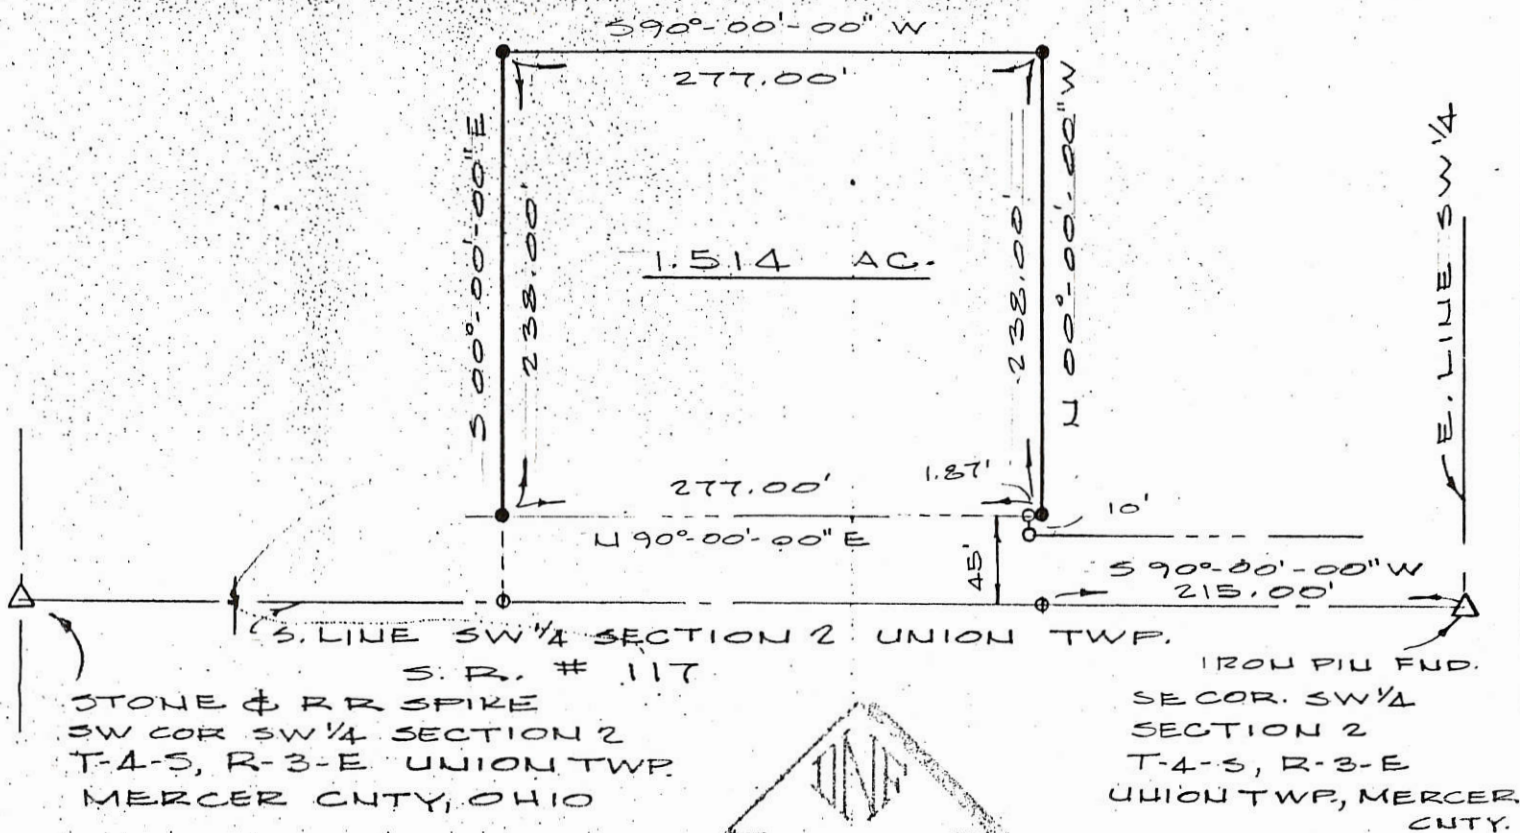 S 90°-00'-00" W
277.00'
S 00°-00'-00" E
238.00'
1.514 AC.
238.00'
N 00°-00'-00" W
E. LINE SW 1/4
277.00'
1.87'
10'
N 90°-00'-00" E
45'
S 90°-00'-00" W
215.00'
S. LINE SW 1/4 SECTION 2 UNION TWP.
S. R. # 117
IRON PIN FND.
SE COR. SW 1/4
SECTION 2
T-4-S, R-3-E
UNION TWP., MERCER
CNTY.
STONE & R R SPIKE
SW COR SW 1/4 SECTION 2
T-4-S, R-3-E UNION TWP.
MERCER CNTY, OHIO